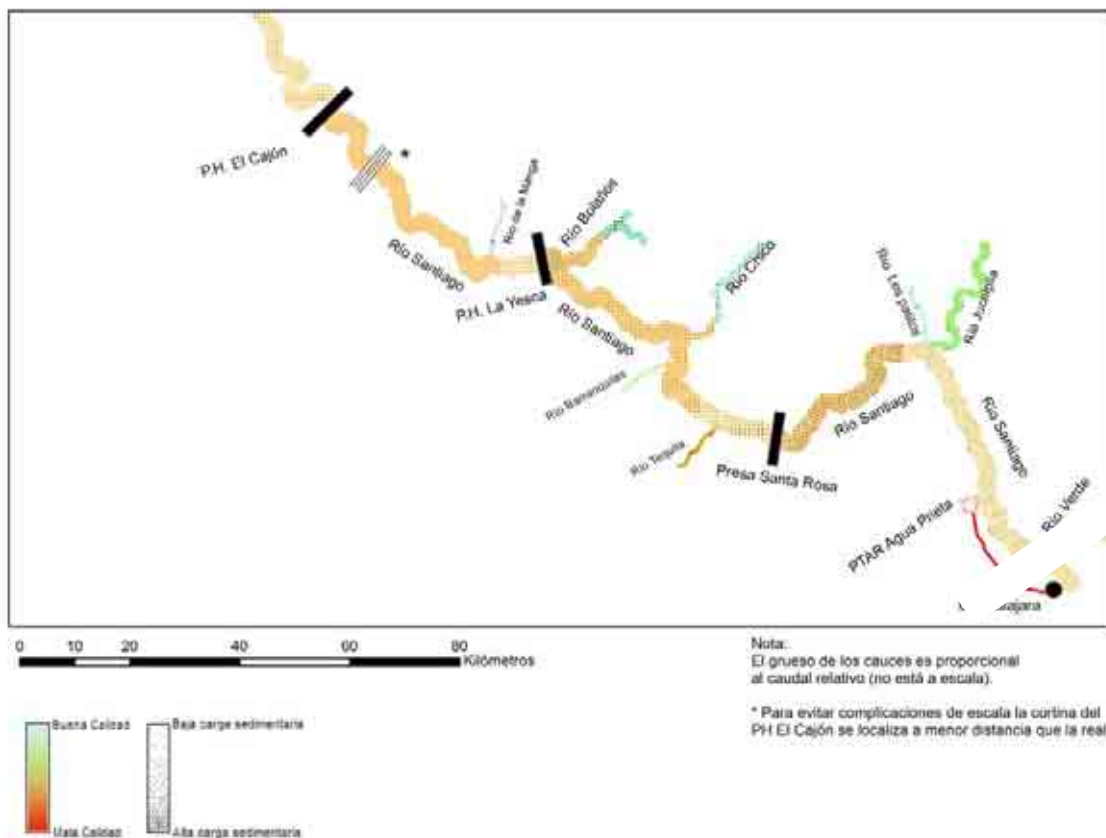 P.H. El Cajón
*
Río Santiago
Río de la Manga
P.H. La Yesca
Río Bolaños
Río Santiago
Río Chico
Río Barranquitas
Río Tequila
Presa Santa Rosa
Río Santiago
Río Los patios
Río Juchipila
Río Santiago
PTAR Agua Prieta
Río Verde
ajara
0 10 20 40 60 80
Kilómetros
Nota:
El grueso de los cauces es proporcional
al caudal relativo (no está a escala).
* Para evitar complicaciones de escala la cortina del
PH El Cajón se localiza a menor distancia que la real
Buena Calidad
Baja carga sedimentaria
Mala Calidad
Alta carga sedimentaria